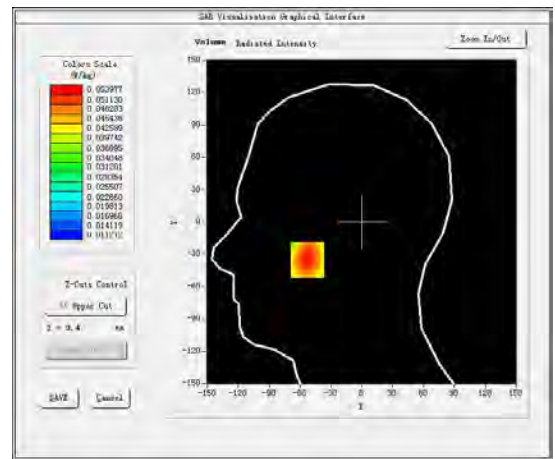 SAR Visualisation Graphical Interface
Volume Radiated Intensity
Zoom In/Out
Colors Scale
(W/kg)
0.053977
0.051130
0.048283
0.045436
0.042589
0.039742
0.036895
0.034048
0.031201
0.028354
0.025507
0.022660
0.019813
0.016966
0.014119
0.011272
150
120
90
60
30
0
-30
-60
-90
-120
-150
Y
-150 -120 -90 -60 -30 0 30 60 90 120 150
X
Z-Cuts Control
Upper Cut
Z = 9.4 mm
SAVE Cancel